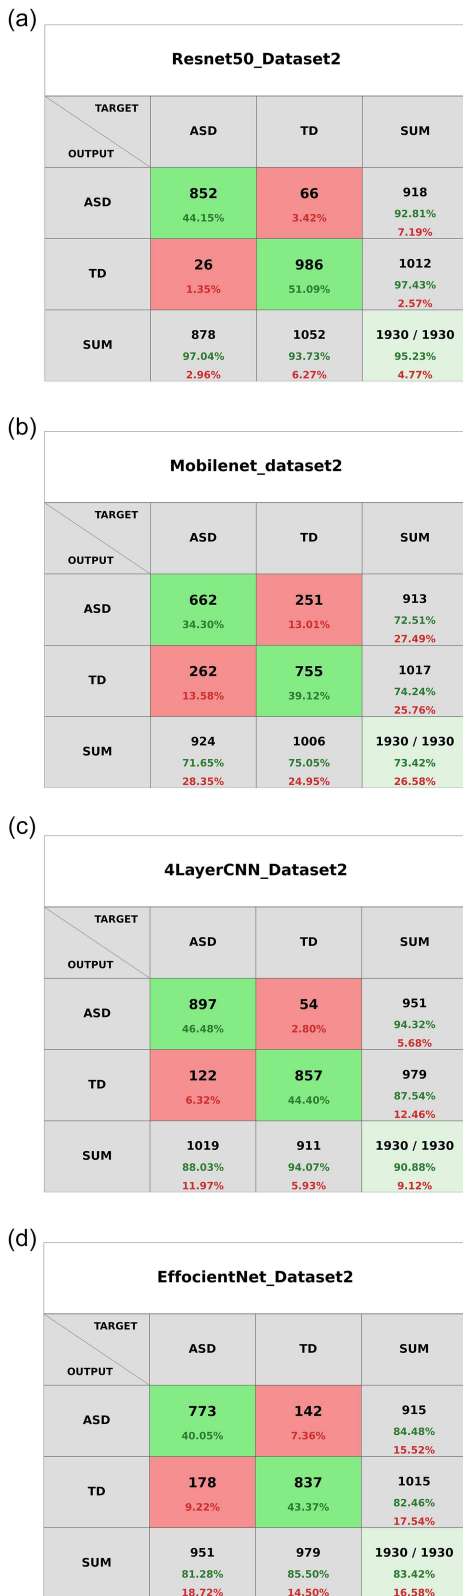 (a)
Resnet50_Dataset2
TARGET
OUTPUT
ASD
TD
SUM
ASD
852
44.15%
66
3.42%
918
92.81%
7.19%
TD
26
1.35%
986
51.09%
1012
97.43%
2.57%
SUM
878
97.04%
2.96%
1052
93.73%
6.27%
1930 / 1930
95.23%
4.77%
(b)
Mobilenet_dataset2
TARGET
OUTPUT
ASD
TD
SUM
ASD
662
34.30%
251
13.01%
913
72.51%
27.49%
TD
262
13.58%
755
39.12%
1017
74.24%
25.76%
SUM
924
71.65%
28.35%
1006
75.05%
24.95%
1930 / 1930
73.42%
26.58%
(c)
4LayerCNN_Dataset2
TARGET
OUTPUT
ASD
TD
SUM
ASD
897
46.48%
54
2.80%
951
94.32%
5.68%
TD
122
6.32%
857
44.40%
979
87.54%
12.46%
SUM
1019
88.03%
11.97%
911
94.07%
5.93%
1930 / 1930
90.88%
9.12%
(d)
EffocientNet_Dataset2
TARGET
OUTPUT
ASD
TD
SUM
ASD
773
40.05%
142
7.36%
915
84.48%
15.52%
TD
178
9.22%
837
43.37%
1015
82.46%
17.54%
SUM
951
81.28%
18.72%
979
85.50%
14.50%
1930 / 1930
83.42%
16.58%